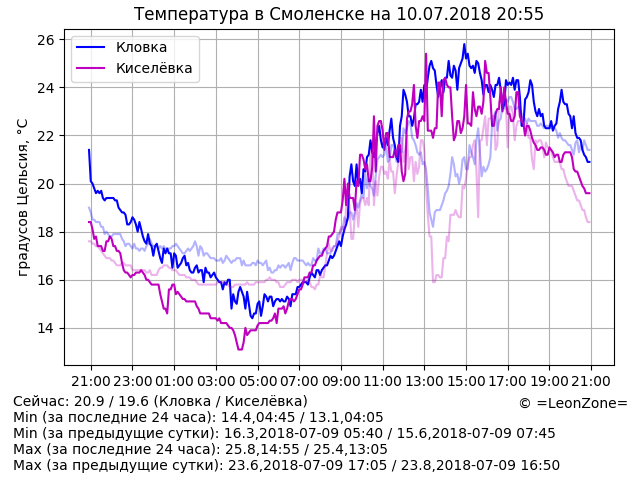 Температура в Смоленске на 10.07.2018 20:55
Кловка
Киселёвка
градусов Цельсия, °C
26
24
22
20
18
16
14
21:00 23:00 01:00 03:00 05:00 07:00 09:00 11:00 13:00 15:00 17:00 19:00 21:00
Сейчас: 20.9 / 19.6 (Кловка / Киселёвка)
© =LeonZone=
Min (за последние 24 часа): 14.4,04:45 / 13.1,04:05
Min (за предыдущие сутки): 16.3,2018-07-09 05:40 / 15.6,2018-07-09 07:45
Max (за последние 24 часа): 25.8,14:55 / 25.4,13:05
Max (за предыдущие сутки): 23.6,2018-07-09 17:05 / 23.8,2018-07-09 16:50